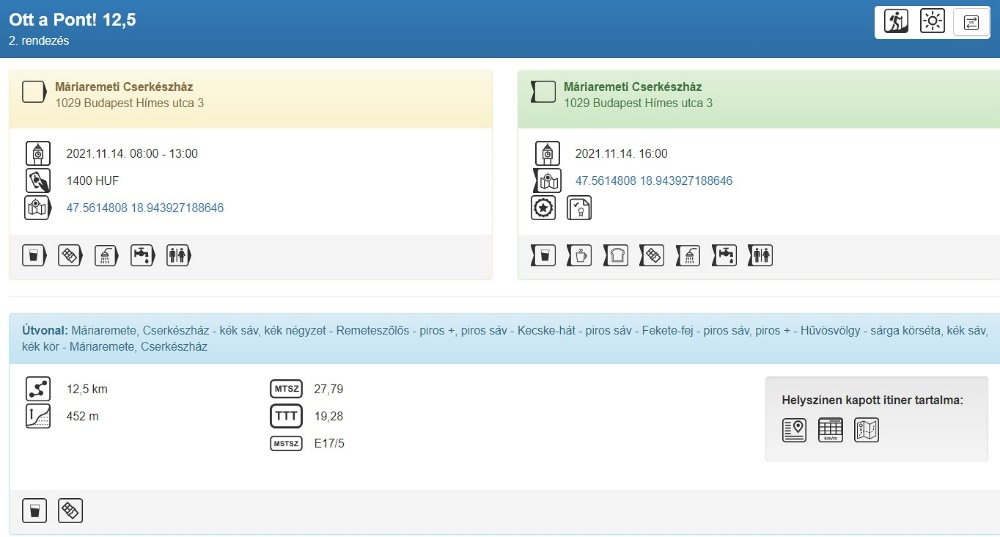 Ott a Pont! 12,5
2. rendezés
Máriaremeti Cserkészház
1029 Budapest Hímes utca 3
2021.11.14. 08:00 - 13:00
1400 HUF
47.5614808 18.943927188646
Máriaremeti Cserkészház
1029 Budapest Hímes utca 3
2021.11.14. 16:00
47.5614808 18.943927188646
Útvonal: Máriaremete, Cserkészház - kék sáv, kék négyzet - Remeteszőlős - piros +, piros sáv - Kecske-hát - piros sáv - Fekete-fej - piros sáv, piros + - Hűvösvölgy - sárga körséta, kék sáv,
kék kör - Máriaremete, Cserkészház
12,5 km
452 m
MTSZ 27,79
TTT 19,28
MSTSZ E17/5
Helyszínen kapott itiner tartalma:
km/m